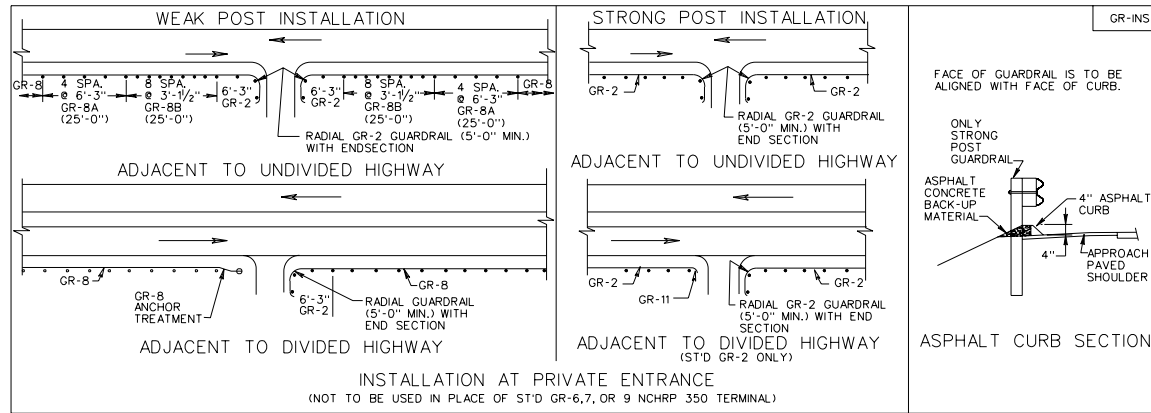 WEAK POST INSTALLATION
GR-8
4 SPA.
@ 6'-3"
GR-8A
(25'-0")
8 SPA.
@ 3'-1½"
GR-8B
(25'-0")
6'-3"
GR-2
6'-3"
GR-2
8 SPA.
@ 3'-1½"
GR-8B
(25'-0")
4 SPA.
@ 6'-3"
GR-8A
(25'-0")
GR-8
RADIAL GR-2 GUARDRAIL
(5'-0" MIN.)
WITH ENDSECTION
ADJACENT TO UNDIVIDED HIGHWAY
GR-8
GR-8
ANCHOR
TREATMENT
6'-3"
GR-2
GR-8
RADIAL GUARDRAIL
(5'-0" MIN.) WITH
END SECTION
ADJACENT TO DIVIDED HIGHWAY
STRONG POST INSTALLATION
GR-2
GR-2
RADIAL GR-2 GUARDRAIL
(5'-0" MIN.) WITH
END SECTION
ADJACENT TO UNDIVIDED HIGHWAY
GR-2
GR-11
GR-2
RADIAL GR-2 GUARDRAIL
(5'-0" MIN.) WITH END
SECTION
ADJACENT TO DIVIDED HIGHWAY
(ST'D GR-2 ONLY)
INSTALLATION AT PRIVATE ENTRANCE
(NOT TO BE USED IN PLACE OF ST'D GR-6,7, OR 9 NCHRP 350 TERMINAL)
GR-INS
FACE OF GUARDRAIL IS TO BE
ALIGNED WITH FACE OF CURB.
ONLY
STRONG
POST
GUARDRAIL
ASPHALT
CONCRETE
BACK-UP
MATERIAL
4" ASPHALT
CURB
4"
APPROACH
PAVED
SHOULDER
ASPHALT CURB SECTION